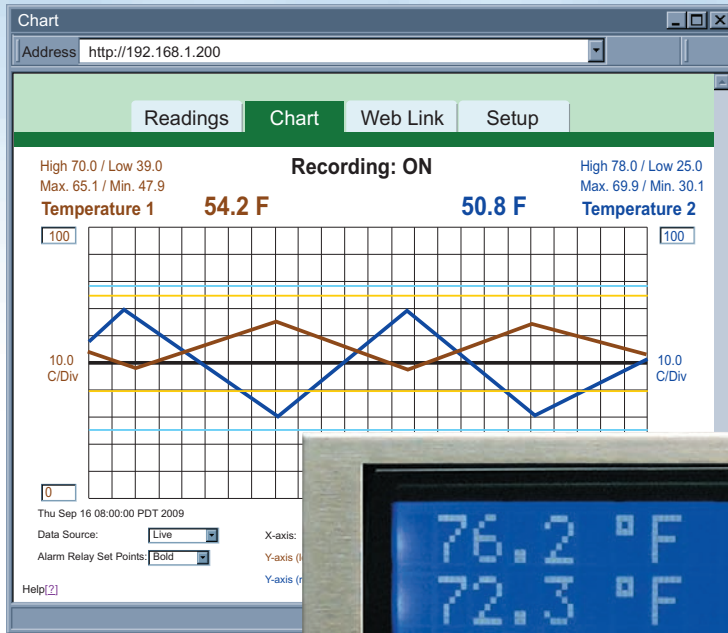 Chart
Address http://192.168.1.200
Readings Chart Web Link Setup
High 70.0 / Low 39.0 Recording: ON High 78.0 / Low 25.0
Max. 65.1 / Min. 47.9 Max. 69.9 / Min. 30.1
Temperature 1 54.2 F 50.8 F Temperature 2
100 100
10.0 10.0
C/Div C/Div
0
Thu Sep 16 08:00:00 PDT 2009
Data Source: Live X-axis:
Alarm Relay Set Points: Bold Y-axis
Y-axis
Help[?]
76.2 °F
72.3 °F